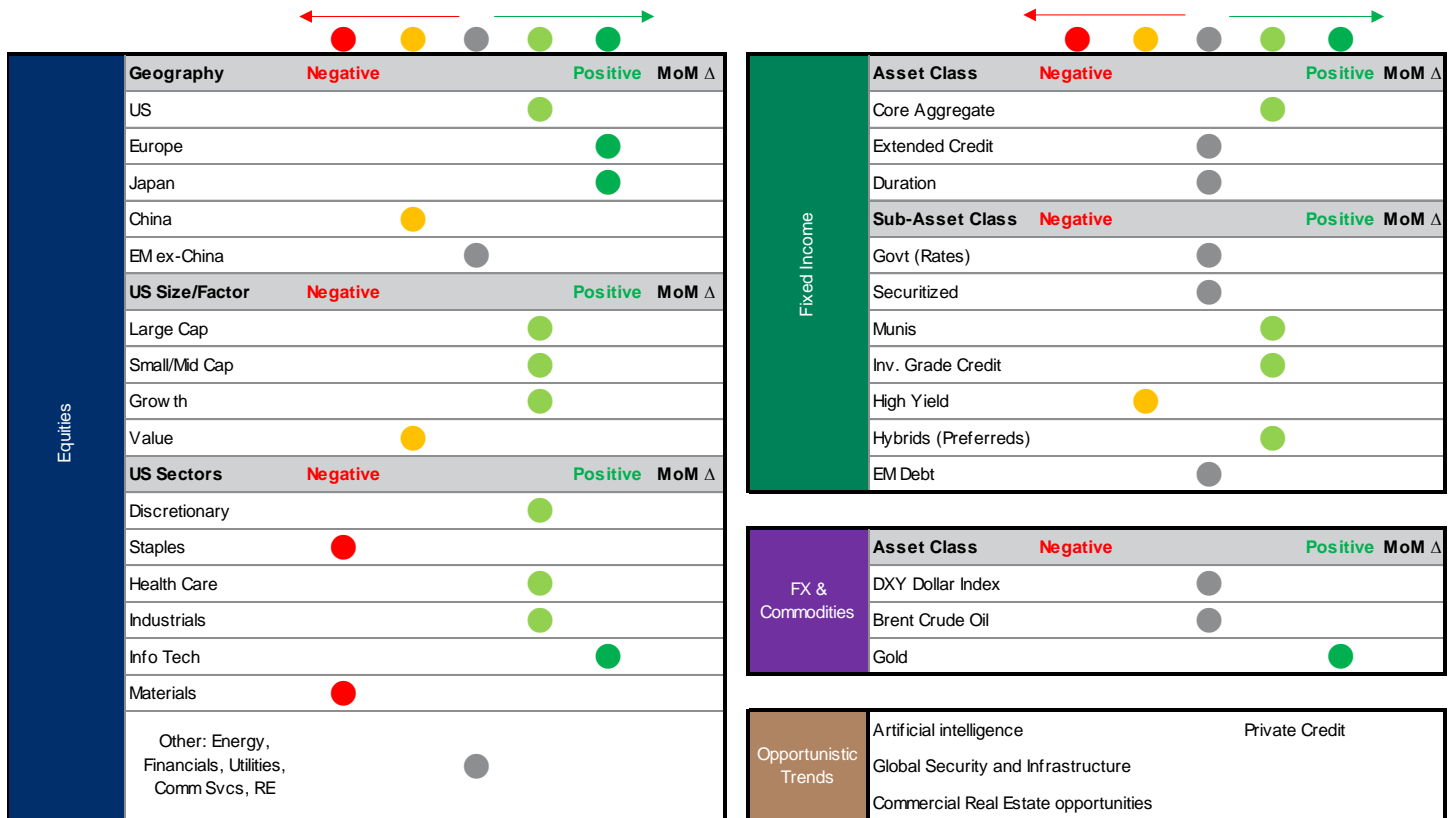 Equities
Geography Negative Positive MoM Δ
US
Europe
Japan
China
EM ex-China
US Size/Factor Negative Positive MoM Δ
Large Cap
Small/Mid Cap
Growth
Value
US Sectors Negative Positive MoM Δ
Discretionary
Staples
Health Care
Industrials
Info Tech
Materials
Other: Energy,
Financials, Utilities,
Comm Svcs, RE
Fixed Income
Asset Class Negative Positive MoM Δ
Core Aggregate
Extended Credit
Duration
Sub-Asset Class Negative Positive MoM Δ
Govt (Rates)
Securitized
Munis
Inv. Grade Credit
High Yield
Hybrids (Preferreds)
EM Debt
FX &
Commodities
Asset Class Negative Positive MoM Δ
DXY Dollar Index
Brent Crude Oil
Gold
Opportunistic
Trends
Artificial intelligence Private Credit
Global Security and Infrastructure
Commercial Real Estate opportunities